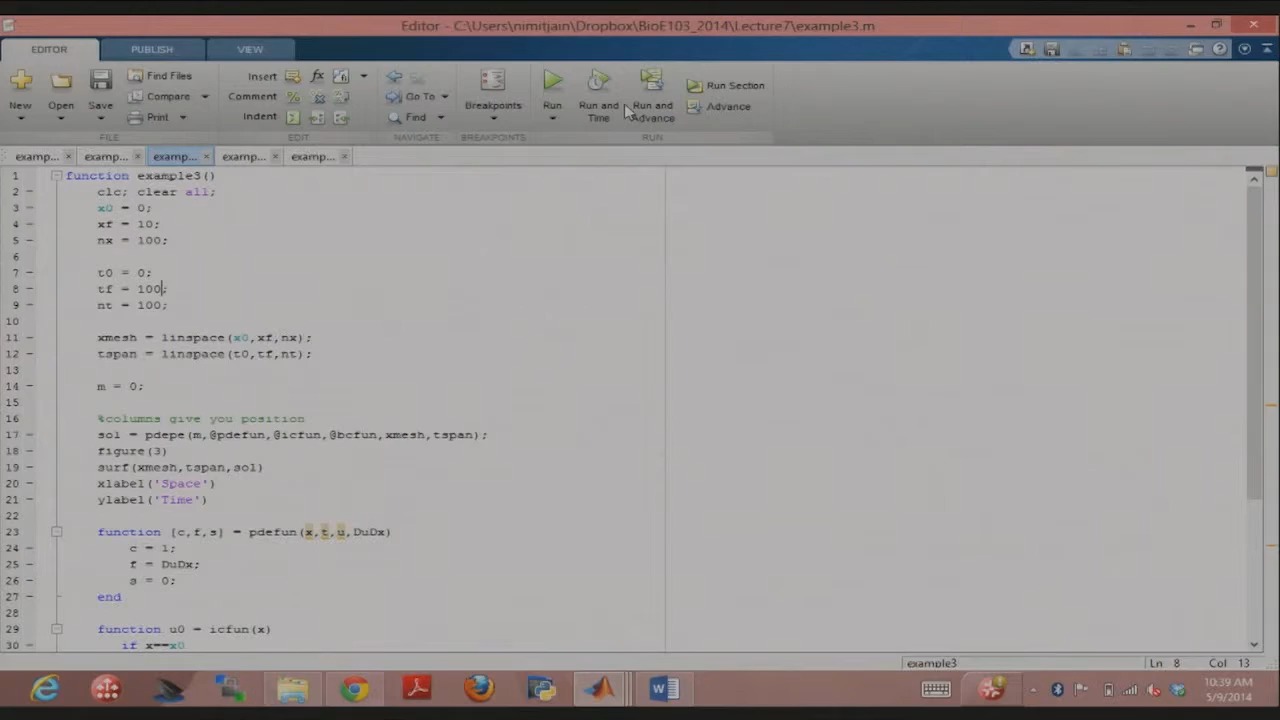 Editor - C:\Users\nimitjain\Dropbox\BioE103_2014\Lecture7\example3.m
EDITOR PUBLISH VIEW
Find Files Insert fx Run Section
Compare Comment Go To Advance
New Open Save Print Indent Find Breakpoints Run Run and Time Run and Advance
FILE EDIT NAVIGATE BREAKPOINTS RUN
examp... × examp... × examp... × examp... × examp... ×
1 function example3()
2 - clc; clear all;
3 - x0 = 0;
4 - xf = 10;
5 - nx = 100;
6
7 - t0 = 0;
8 - tf = 100;
9 - nt = 100;
10
11 - xmesh = linspace(x0,xf,nx);
12 - tspan = linspace(t0,tf,nt);
13
14 - m = 0;
15
16 %columns give you position
17 - sol = pdepe(m,@pdefun,@icfun,@bcfun,xmesh,tspan);
18 - figure(3)
19 - surf(xmesh,tspan,sol)
20 - xlabel('Space')
21 - ylabel('Time')
22
23 function [c,f,s] = pdefun(x,t,u,DuDx)
24 - c = 1;
25 - f = DuDx;
26 - s = 0;
27 - end
28
29 function u0 = icfun(x)
30 - if x==x0
example3 Ln 8 Col 13
10:39 AM
5/9/2014